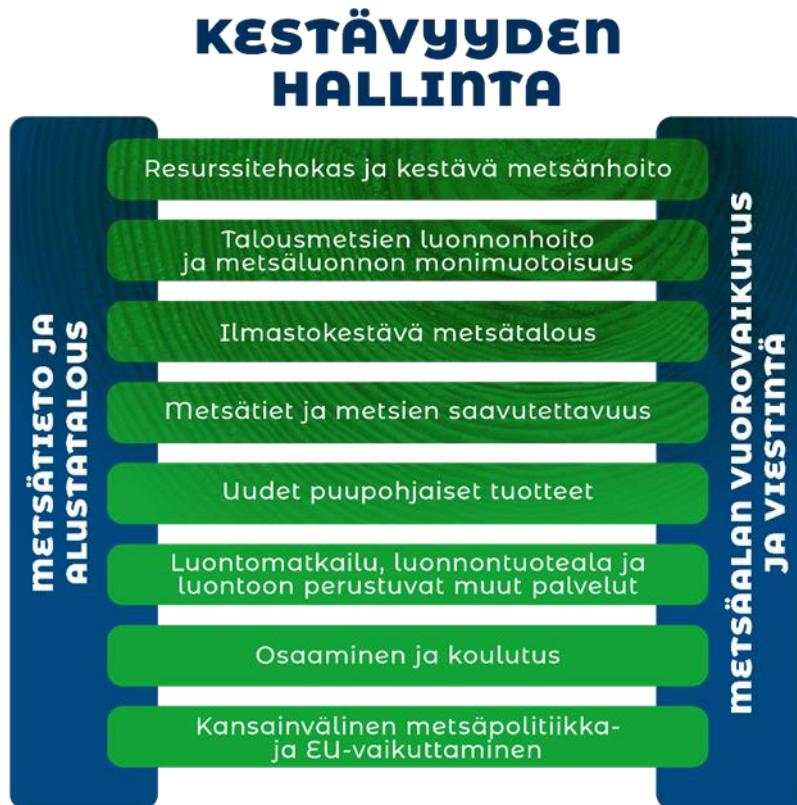 KESTÄVYYDEN
HALLINTA
METSÄTIETO JA
ALUSTATALOUS
Resurssitehokas ja kestävä metsänhoito
Talousmetsien luonnonhoito
ja metsäluonnon monimuotoisuus
Ilmastokestävä metsätalous
Metsätiet ja metsien saavutettavuus
Uudet puupohjaiset tuotteet
Luontomatkailu, luonnontuoteala ja
luontoon perustuvat muut palvelut
Osaaminen ja koulutus
Kansainvälinen metsäpolitiikka-
ja EU-vaikuttaminen
METSÄALAN VUOROVAIKUTUS
JA VIESTINTÄ